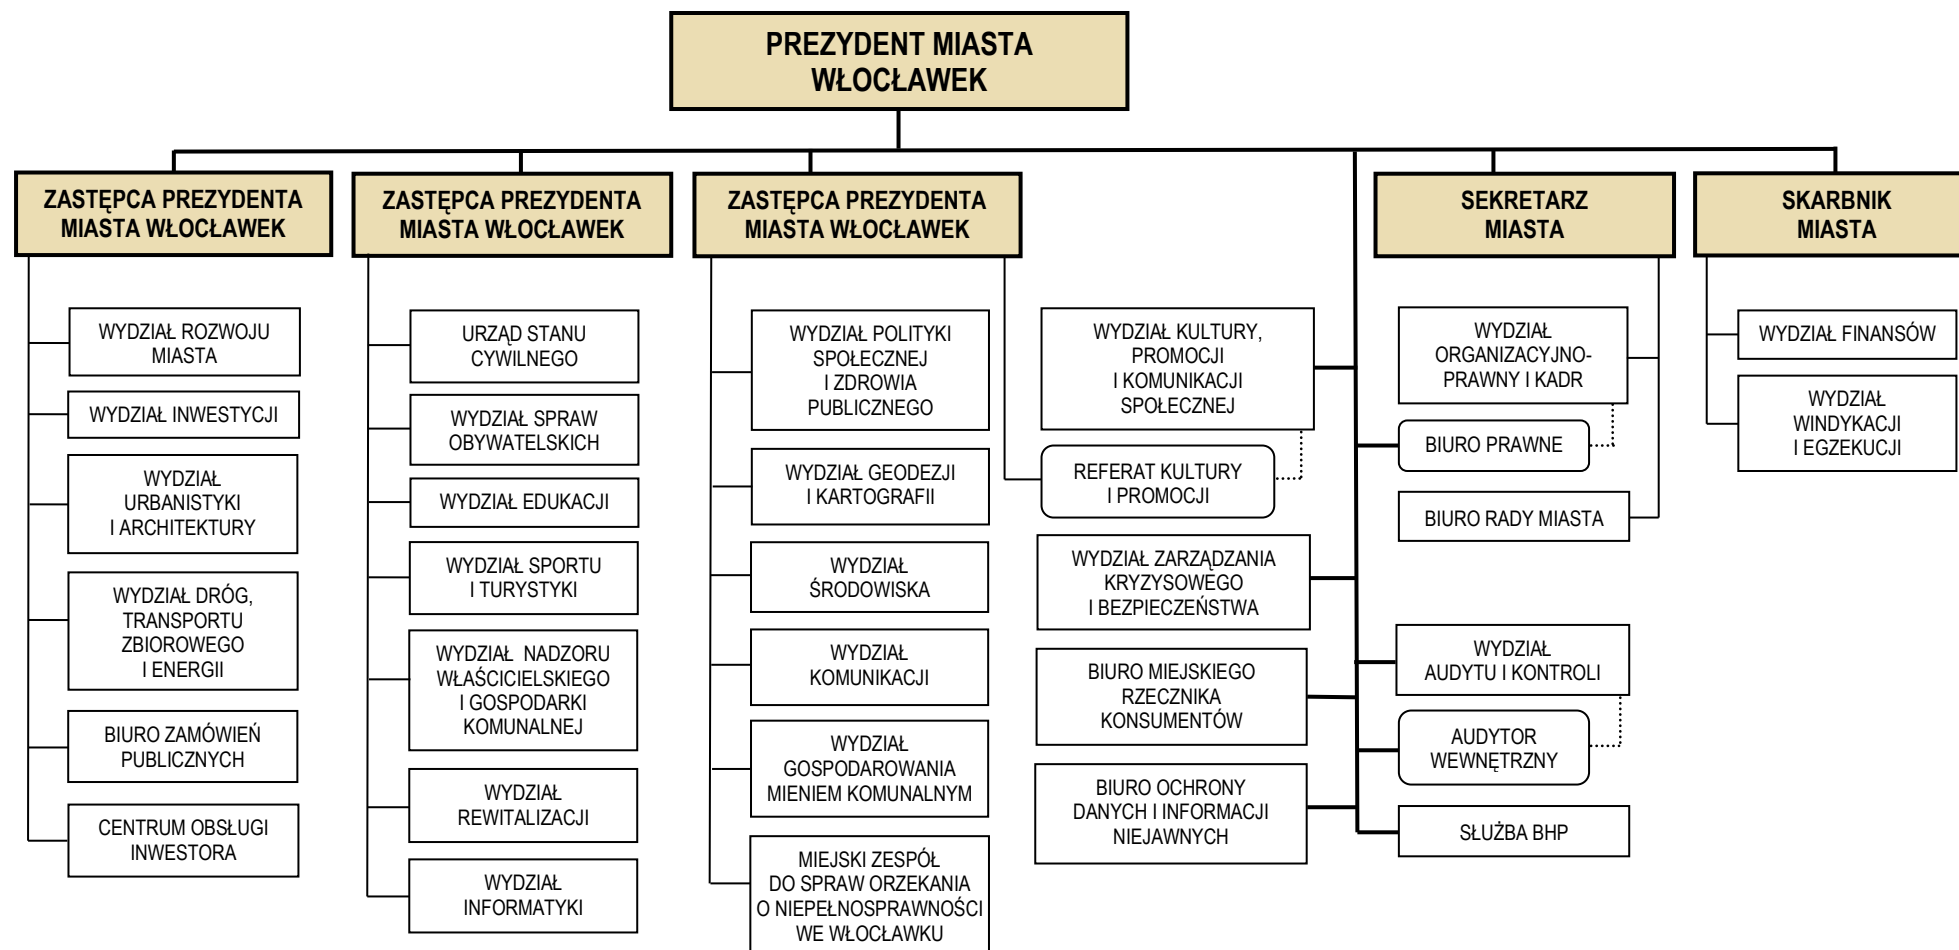 PREZYDENT MIASTA
WŁOCŁAWEK
ZASTĘPCA PREZYDENTA
MIASTA WŁOCŁAWEK
WYDZIAŁ ROZWOJU
MIASTA
WYDZIAŁ INWESTYCJI
WYDZIAŁ
URBANISTYKI
I ARCHITEKTURY
WYDZIAŁ DRÓG,
TRANSPORTU
ZBIOROWEGO
I ENERGII
BIURO ZAMÓWIEŃ
PUBLICZNYCH
CENTRUM OBSŁUGI
INWESTORA
ZASTĘPCA PREZYDENTA
MIASTA WŁOCŁAWEK
URZĄD STANU
CYWILNEGO
WYDZIAŁ SPRAW
OBYWATELSKICH
WYDZIAŁ EDUKACJI
WYDZIAŁ SPORTU
I TURYSTYKI
WYDZIAŁ NADZORU
WŁAŚCICIELSKIEGO
I GOSPODARKI
KOMUNALNEJ
WYDZIAŁ
REWITALIZACJI
WYDZIAŁ
INFORMATYKI
ZASTĘPCA PREZYDENTA
MIASTA WŁOCŁAWEK
WYDZIAŁ POLITYKI
SPOŁECZNEJ
I ZDROWIA
PUBLICZNEGO
WYDZIAŁ GEODEZJI
I KARTOGRAFII
WYDZIAŁ
ŚRODOWISKA
WYDZIAŁ
KOMUNIKACJI
WYDZIAŁ
GOSPODAROWANIA
MIENIEM KOMUNALNYM
MIEJSKI ZESPÓŁ
DO SPRAW ORZEKANIA
O NIEPEŁNOSPRAWNOŚCI
WE WŁOCŁAWKU
WYDZIAŁ KULTURY,
PROMOCJI
I KOMUNIKACJI
SPOŁECZNEJ
REFERAT KULTURY
I PROMOCJI
WYDZIAŁ ZARZĄDZANIA
KRYZYSOWEGO
I BEZPIECZEŃSTWA
BIURO MIEJSKIEGO
RZECZNIKA
KONSUMENTÓW
BIURO OCHRONY
DANYCH I INFORMACJI
NIEJAWNYCH
SEKRETARZ
MIASTA
WYDZIAŁ
ORGANIZACYJNO-
PRAWNY I KADR
BIURO PRAWNE
BIURO RADY MIASTA
WYDZIAŁ
AUDYTU I KONTROLI
AUDYTOR
WEWNĘTRZNY
SŁUŻBA BHP
SKARBNIK
MIASTA
WYDZIAŁ FINANSÓW
WYDZIAŁ
WINDYKACJI
I EGZEKUCJI